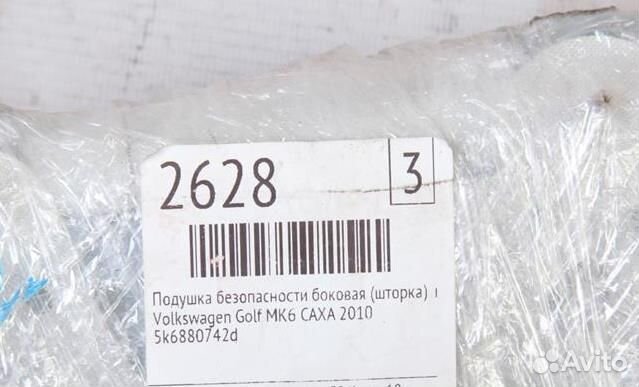 2628
3
Подушка безопасности боковая (шторка)
Volkswagen Golf MK6 CAXA 2010
5k6880742d
Avito